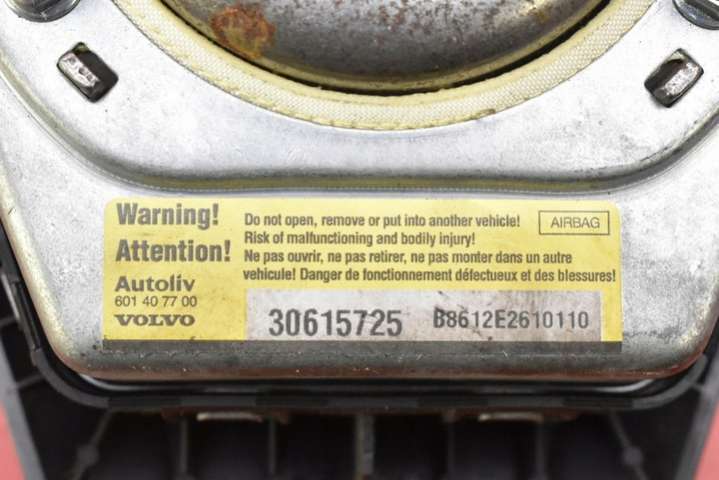 Warning!
Attention!
Do not open, remove or put into another vehicle!
Risk of malfunctioning and bodily injury!
Ne pas ouvrir, ne pas retirer, ne pas monter dans un autre
vehicule! Danger de fonctionnement défectueux et des blessures!
AIRBAG
Autoliv
601 40 77 00
VOLVO
30615725
B8612E2610110